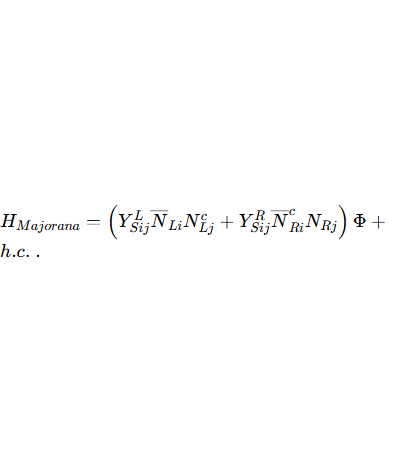 $H_{Majorana} = \left( Y^{L}_{Sij} \overline{N}_{Li} N^{c}_{Lj} + Y^{R}_{Sij} \overline{N}^{c}_{Ri} N_{Rj} \right) \Phi +$
$h.c. \; .$